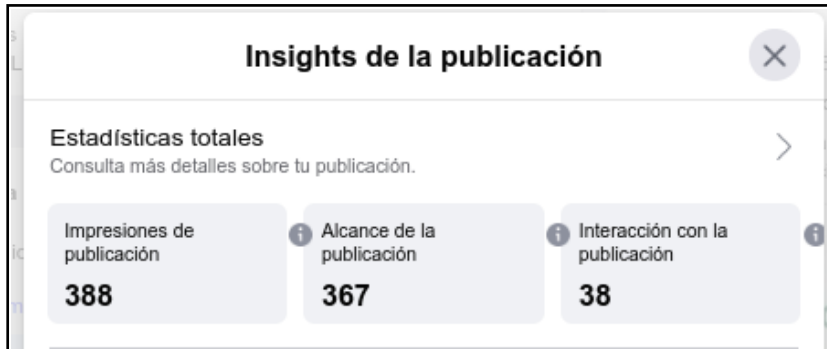 Insights de la publicación
Estadísticas totales
Consulta más detalles sobre tu publicación.
Impresiones de
publicación
388
Alcance de la
publicación
367
Interacción con la
publicación
38